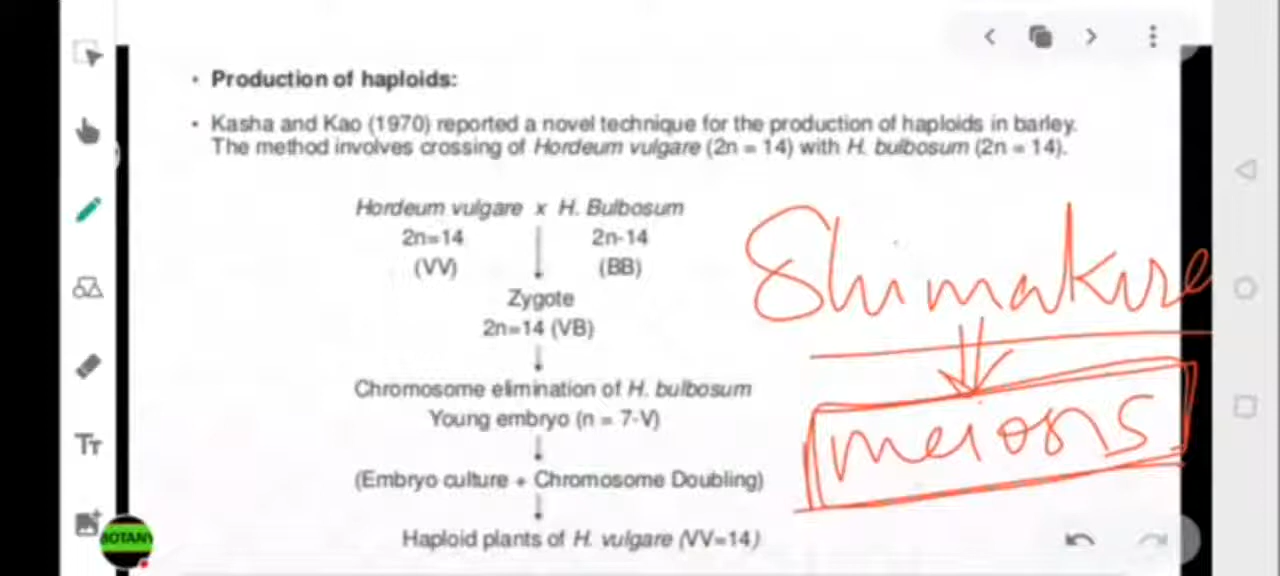 • Production of haploids:
• Kasha and Kao (1970) reported a novel technique for the production of haploids in barley.
The method involves crossing of Hordeum vulgare (2n = 14) with H. bulbosum (2n = 14).
Hordeum vulgare x H. Bulbosum
2n=14 2n-14
(VV) (BB)
Zygote
2n=14 (VB)
Chromosome elimination of H. bulbosum
Young embryo (n = 7-V)
(Embryo culture + Chromosome Doubling)
Haploid plants of H. vulgare (VV=14)
Shimakure
meiosis
TT
BOTANY